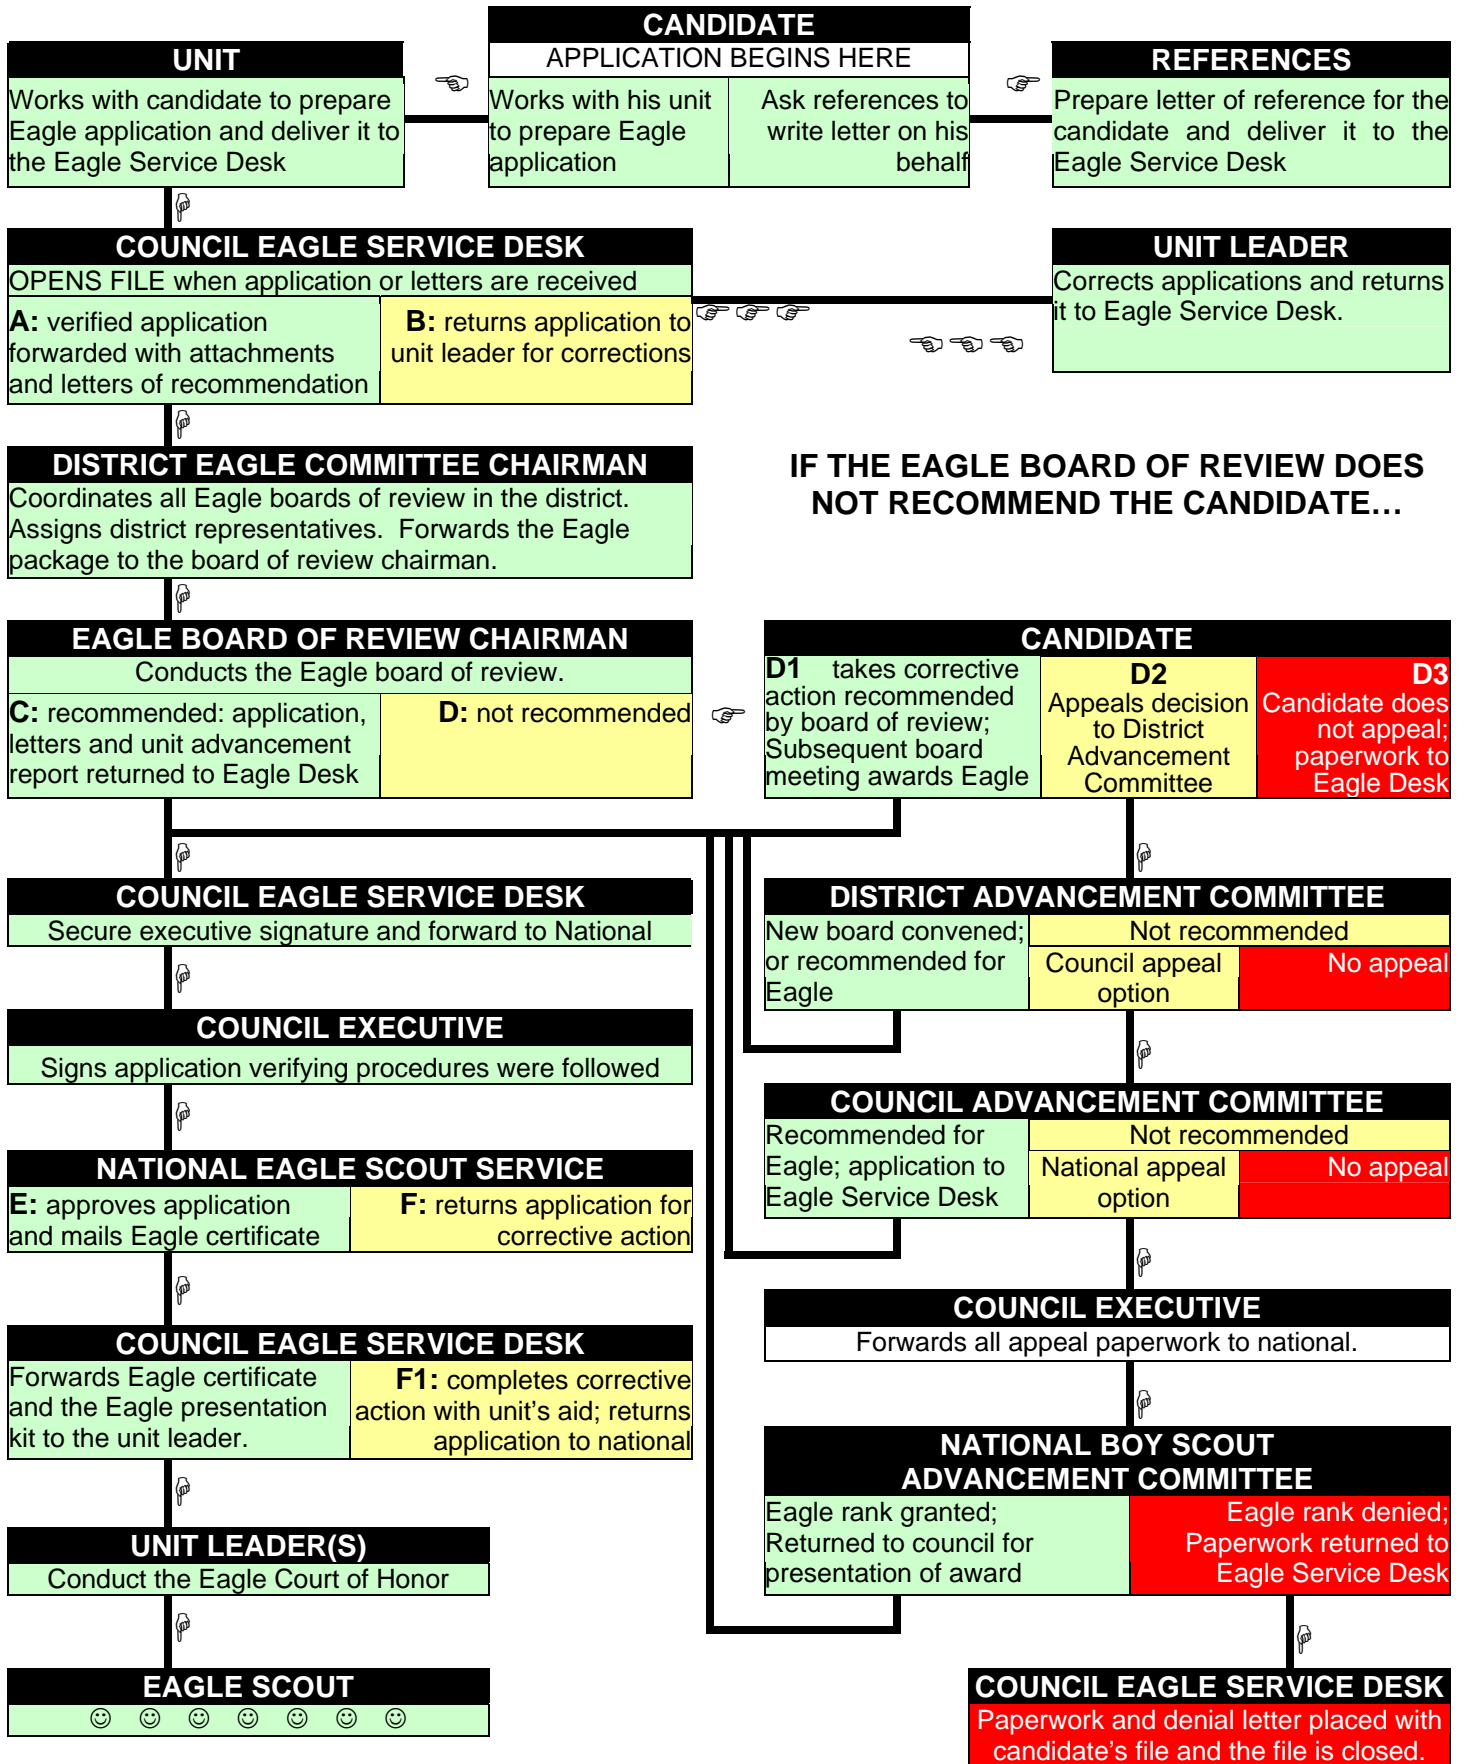 CANDIDATE
APPLICATION BEGINS HERE
Works with his unit
to prepare Eagle
application
Ask references to
write letter on his
behalf
UNIT
Works with candidate to prepare
Eagle application and deliver it to
the Eagle Service Desk
REFERENCES
Prepare letter of reference for the
candidate and deliver it to the
Eagle Service Desk
COUNCIL EAGLE SERVICE DESK
OPENS FILE when application or letters are received
A: verified application
forwarded with attachments
and letters of recommendation
B: returns application to
unit leader for corrections
UNIT LEADER
Corrects applications and returns
it to Eagle Service Desk.
DISTRICT EAGLE COMMITTEE CHAIRMAN
Coordinates all Eagle boards of review in the district.
Assigns district representatives. Forwards the Eagle
package to the board of review chairman.
IF THE EAGLE BOARD OF REVIEW DOES
NOT RECOMMEND THE CANDIDATE…
EAGLE BOARD OF REVIEW CHAIRMAN
Conducts the Eagle board of review.
C: recommended: application,
letters and unit advancement
report returned to Eagle Desk
D: not recommended
CANDIDATE
D1 takes corrective
action recommended
by board of review;
Subsequent board
meeting awards Eagle
D2
Appeals decision
to District
Advancement
Committee
D3
Candidate does
not appeal;
paperwork to
Eagle Desk
COUNCIL EAGLE SERVICE DESK
Secure executive signature and forward to National
DISTRICT ADVANCEMENT COMMITTEE
New board convened;
or recommended for
Eagle
Not recommended
Council appeal
option
No appeal
COUNCIL EXECUTIVE
Signs application verifying procedures were followed
COUNCIL ADVANCEMENT COMMITTEE
Recommended for
Eagle; application to
Eagle Service Desk
Not recommended
National appeal
option
No appeal
NATIONAL EAGLE SCOUT SERVICE
E: approves application
and mails Eagle certificate
F: returns application for
corrective action
COUNCIL EXECUTIVE
Forwards all appeal paperwork to national.
COUNCIL EAGLE SERVICE DESK
Forwards Eagle certificate
and the Eagle presentation
kit to the unit leader.
F1: completes corrective
action with unit's aid; returns
application to national
NATIONAL BOY SCOUT
ADVANCEMENT COMMITTEE
Eagle rank granted;
Returned to council for
presentation of award
Eagle rank denied;
Paperwork returned to
Eagle Service Desk
UNIT LEADER(S)
Conduct the Eagle Court of Honor
EAGLE SCOUT
☺ ☺ ☺ ☺ ☺ ☺ ☺
COUNCIL EAGLE SERVICE DESK
Paperwork and denial letter placed with
candidate's file and the file is closed.